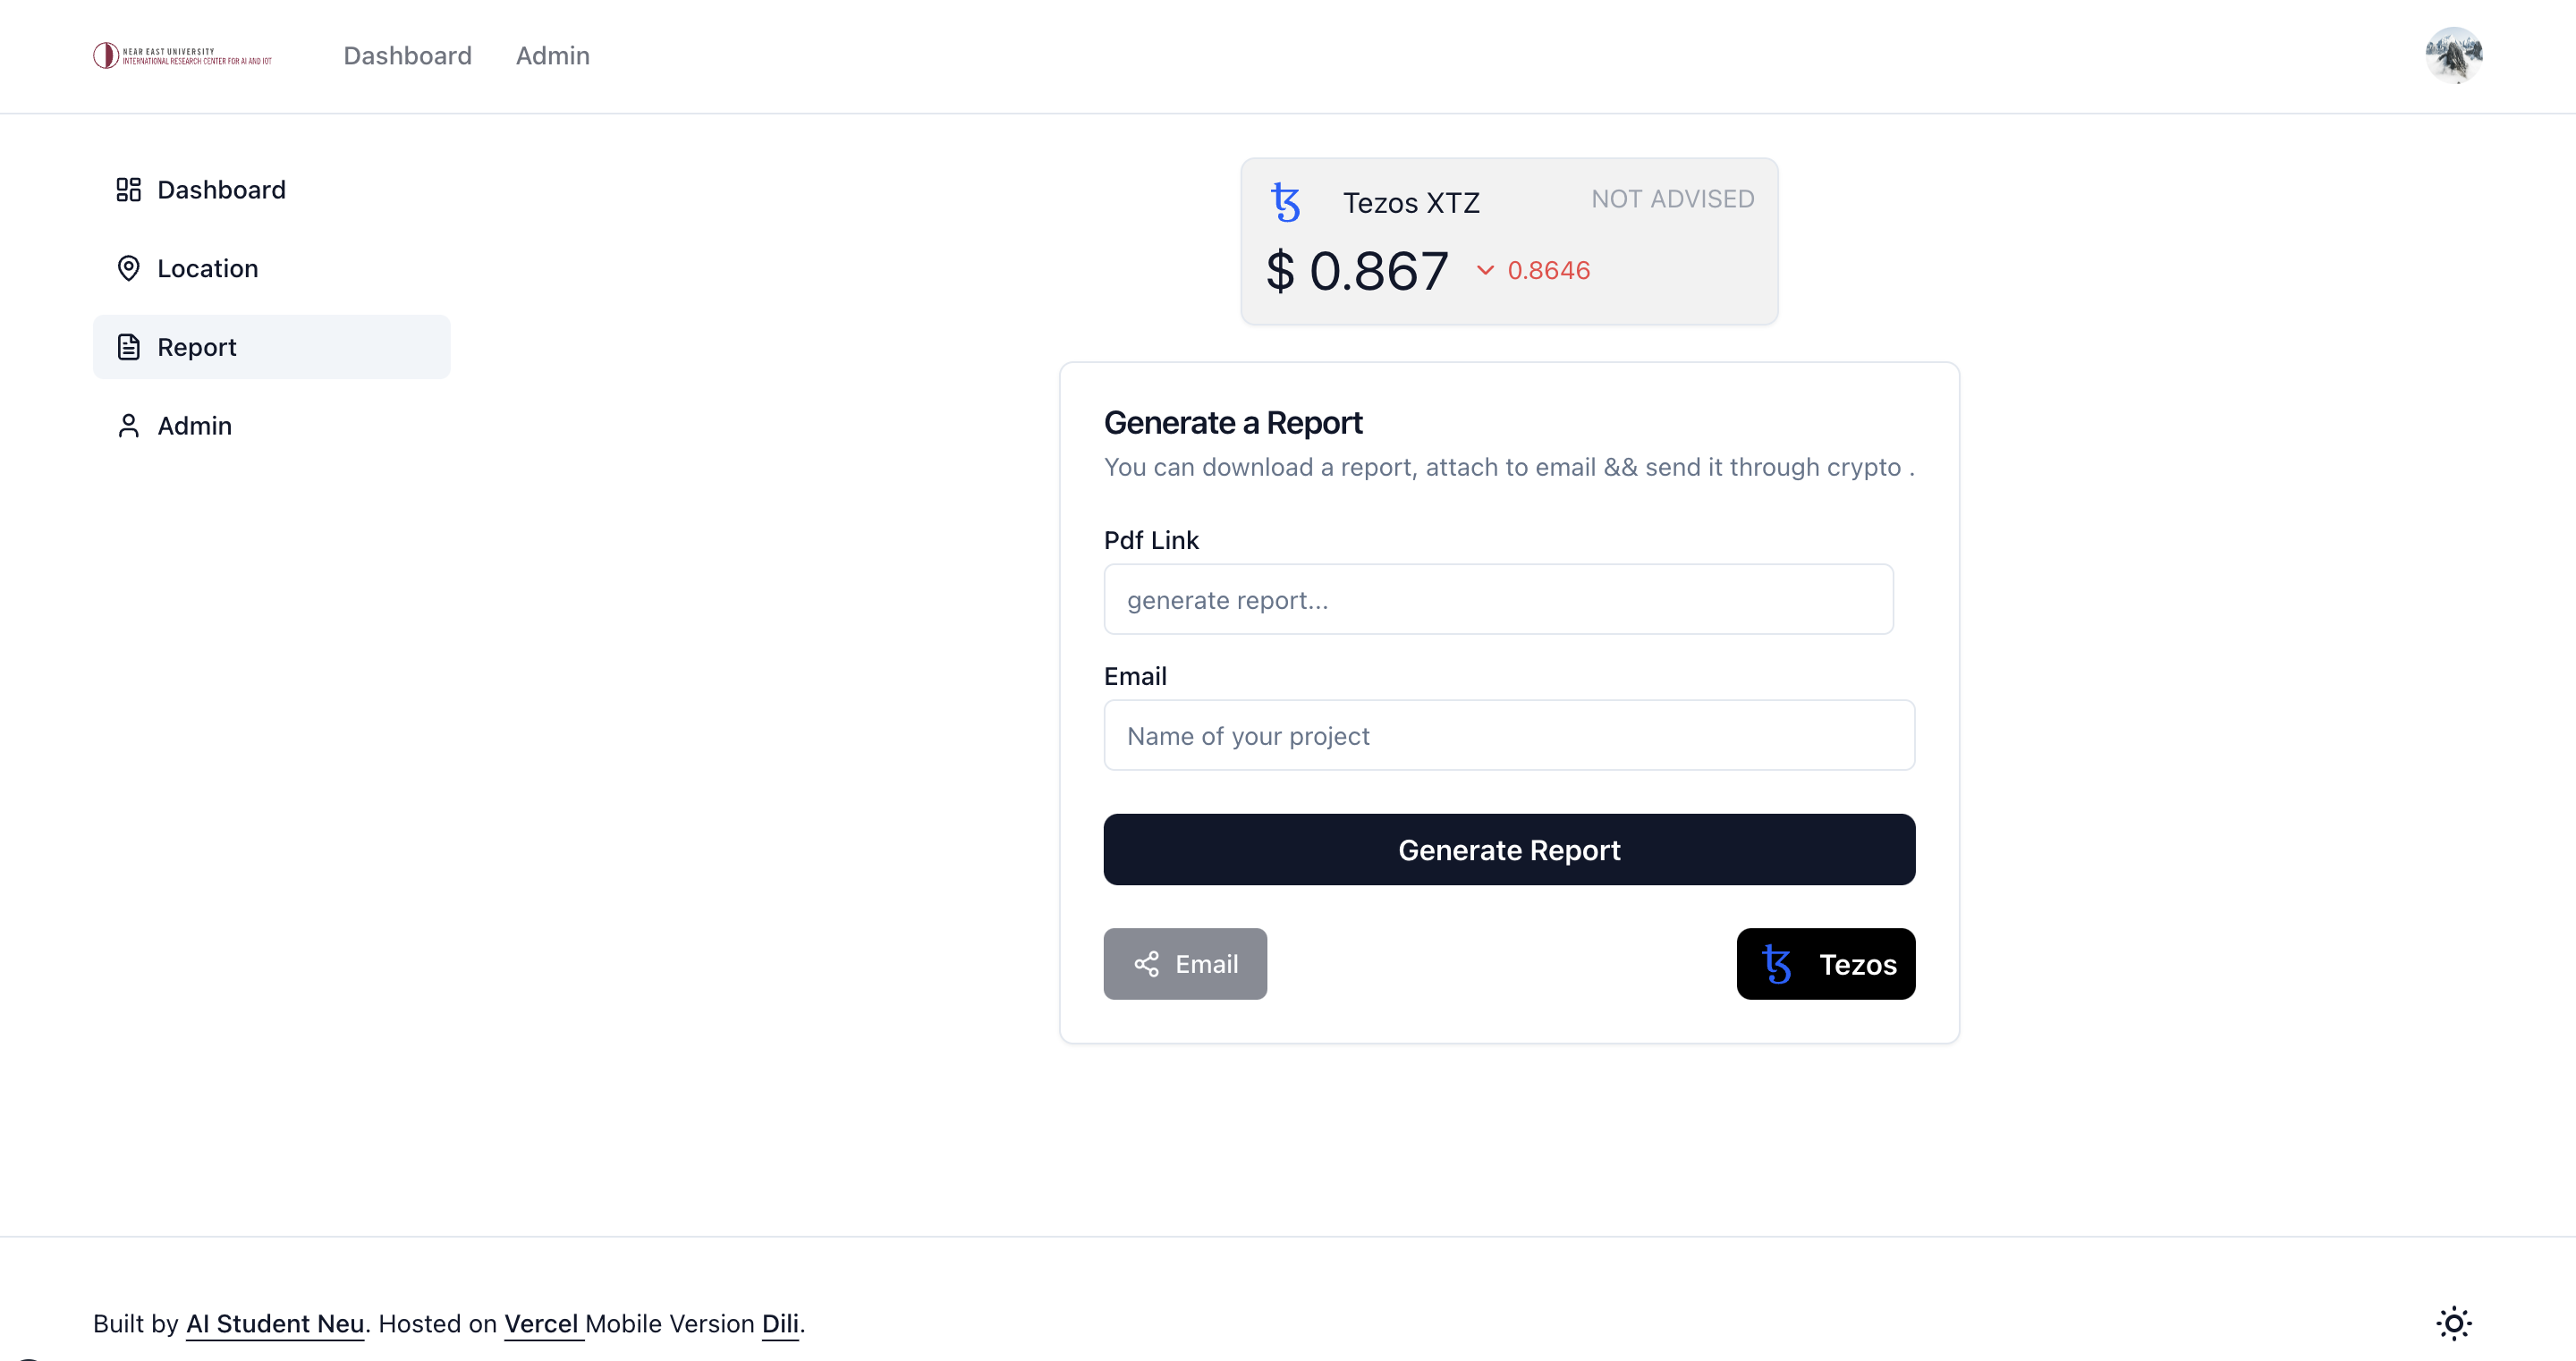 NEAR EAST UNIVERSITY
INTERNATIONAL RESEARCH CENTER FOR AI AND IOT
Dashboard Admin
Dashboard
Location
Report
Admin
Tezos XTZ NOT ADVISED
$ 0.867 0.8646
Generate a Report
You can download a report, attach to email && send it through crypto .
Pdf Link
generate report...
Email
Name of your project
Generate Report
Email Tezos
Built by AI Student Neu. Hosted on Vercel Mobile Version Dili.